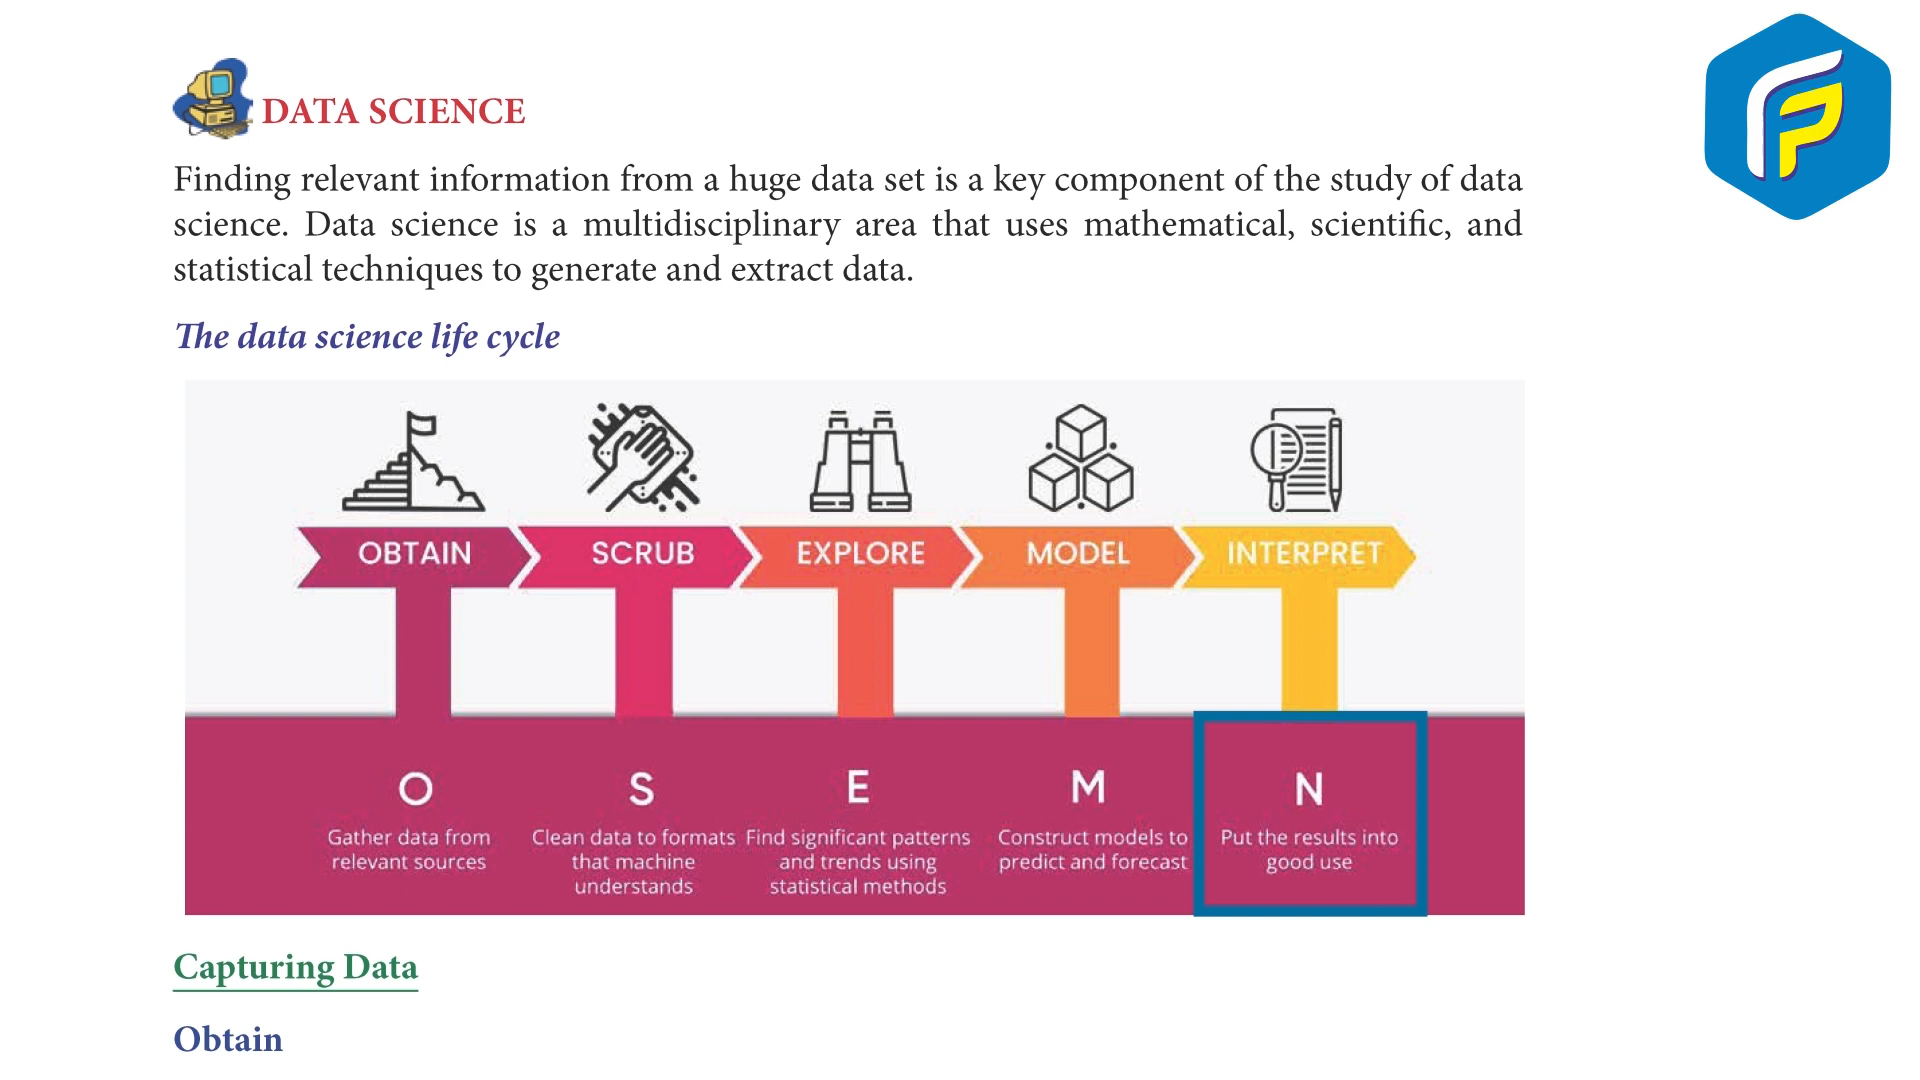 DATA SCIENCE
Finding relevant information from a huge data set is a key component of the study of data
science. Data science is a multidisciplinary area that uses mathematical, scientific, and
statistical techniques to generate and extract data.
The data science life cycle
OBTAIN
SCRUB
EXPLORE
MODEL
INTERPRET
O
Gather data from
relevant sources
S
Clean data to formats
that machine
understands
E
Find significant patterns
and trends using
statistical methods
M
Construct models to
predict and forecast
N
Put the results into
good use
Capturing Data
Obtain